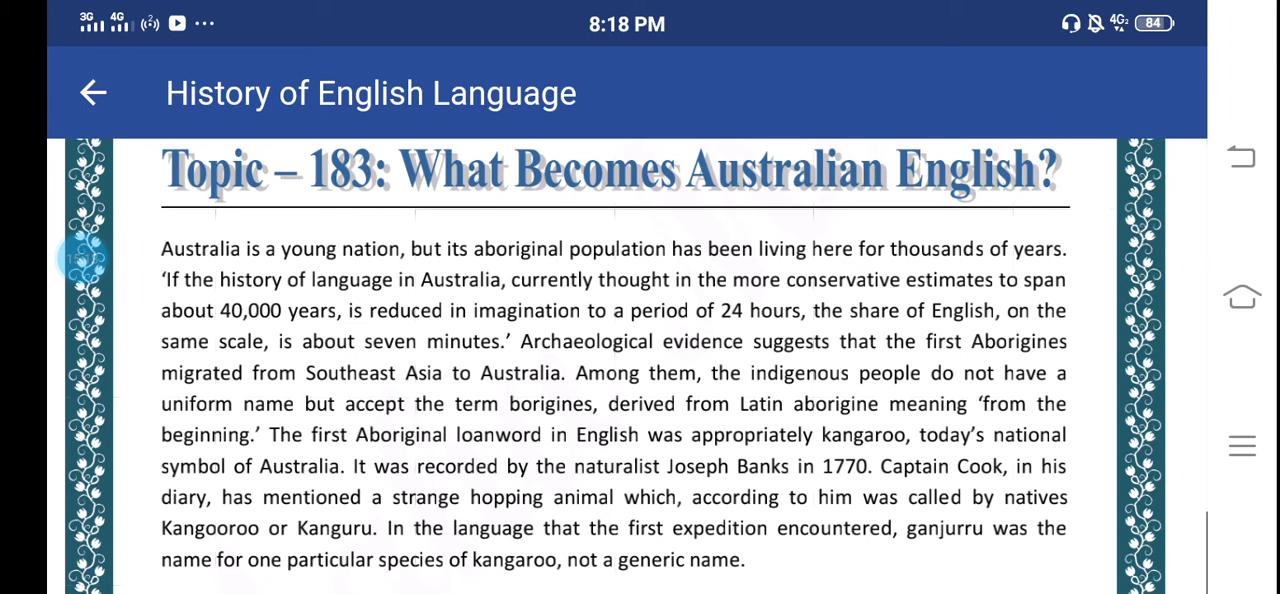 3G 4G 8:18 PM 4G2 84
History of English Language
Topic – 183: What Becomes Australian English?
Australia is a young nation, but its aboriginal population has been living here for thousands of years.
‘If the history of language in Australia, currently thought in the more conservative estimates to span
about 40,000 years, is reduced in imagination to a period of 24 hours, the share of English, on the
same scale, is about seven minutes.’ Archaeological evidence suggests that the first Aborigines
migrated from Southeast Asia to Australia. Among them, the indigenous people do not have a
uniform name but accept the term borigines, derived from Latin aborigine meaning ‘from the
beginning.’ The first Aboriginal loanword in English was appropriately kangaroo, today’s national
symbol of Australia. It was recorded by the naturalist Joseph Banks in 1770. Captain Cook, in his
diary, has mentioned a strange hopping animal which, according to him was called by natives
Kangooroo or Kanguru. In the language that the first expedition encountered, ganjurru was the
name for one particular species of kangaroo, not a generic name.